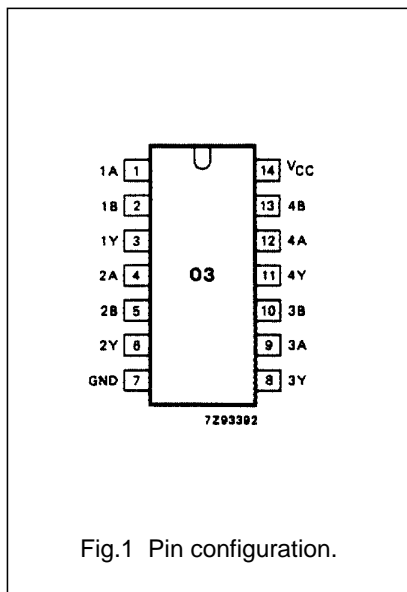 1A 1 14 VCC
1B 2 13 4B
1Y 3 12 4A
2A 4 03 11 4Y
2B 5 10 3B
2Y 6 9 3A
GND 7 8 3Y
7Z93392
Fig.1 Pin configuration.